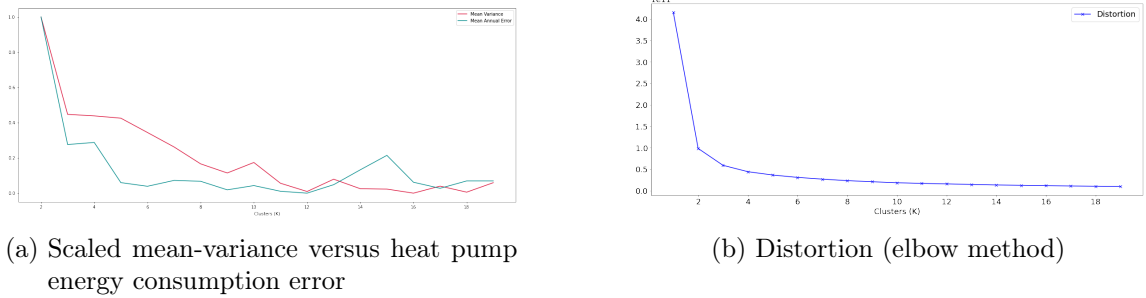 Mean Variance
Mean Annual Error
1.0
0.8
0.6
0.4
0.2
0.0
2 4 6 8 10 12 14 16 18
Clusters (K)
(a) Scaled mean-variance versus heat pump
energy consumption error
Distortion
4.0
3.5
3.0
2.5
2.0
1.5
1.0
0.5
0.0
2 4 6 8 10 12 14 16 18
Clusters (K)
(b) Distortion (elbow method)